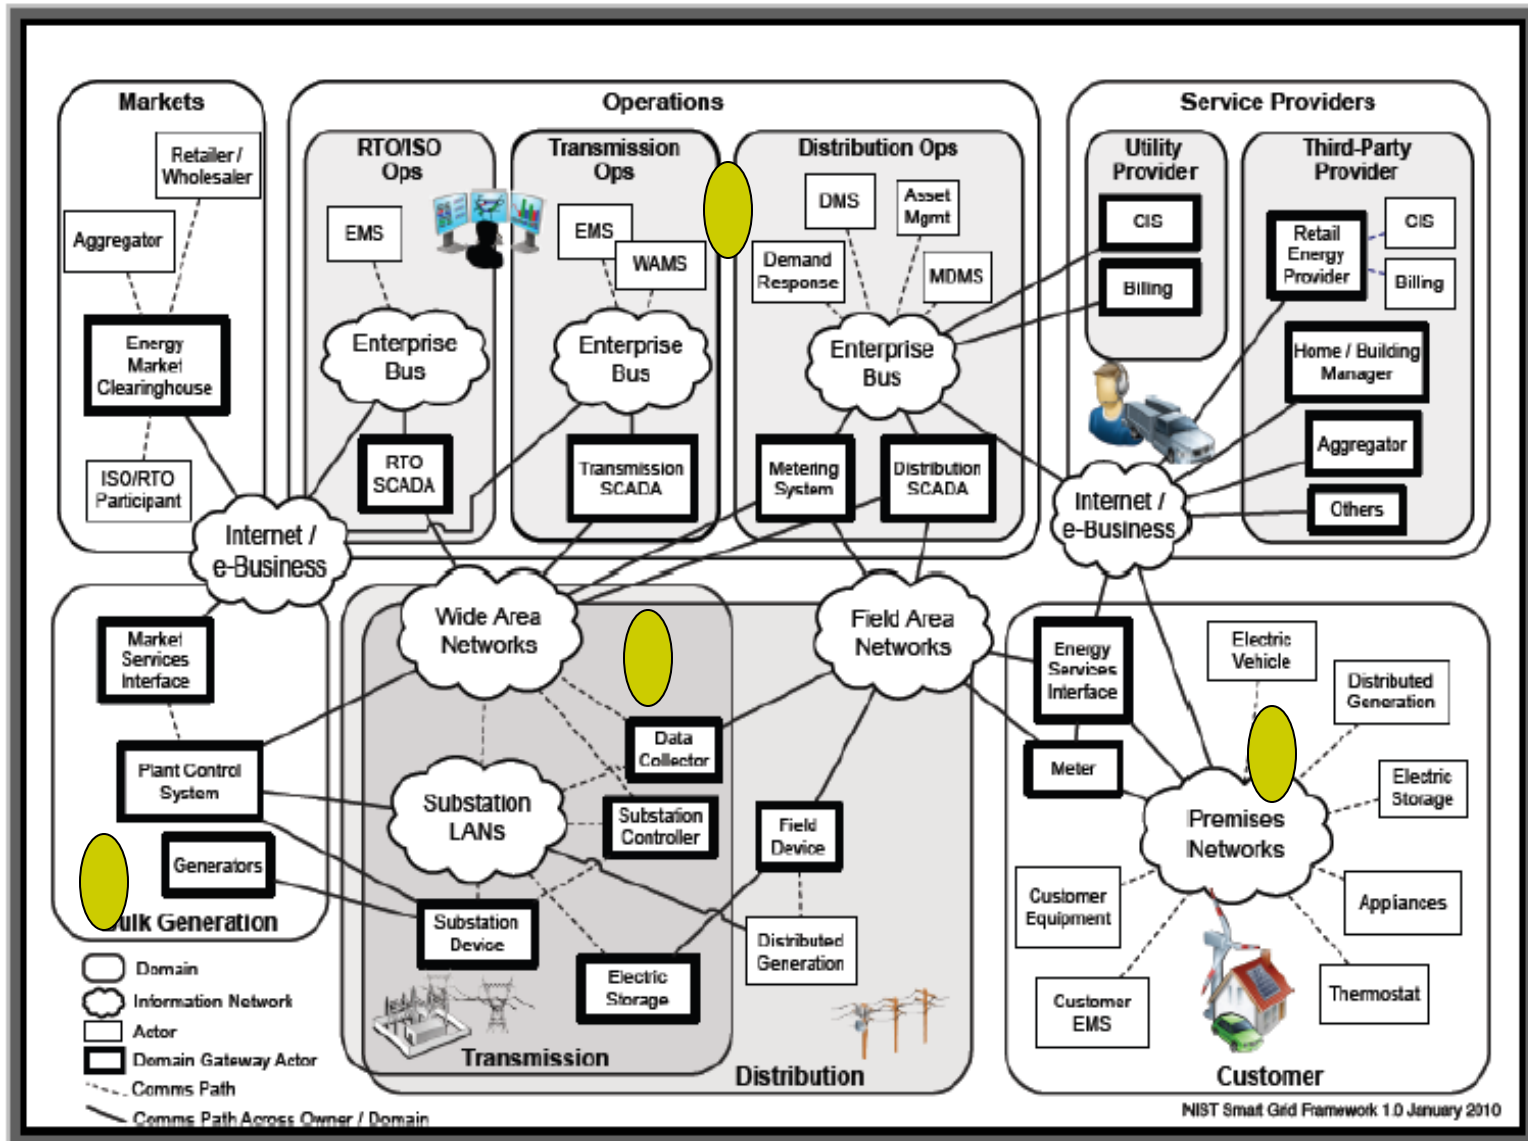 Markets
Retailer /
Wholesaler
Aggregator
Energy
Market
Clearinghouse
ISO/RTO
Participant
Operations
RTO/ISO
Ops
EMS
Enterprise
Bus
RTO
SCADA
Transmission
Ops
EMS
WAMS
Enterprise
Bus
Transmission
SCADA
Distribution Ops
DMS
Asset
Mgmt
Demand
Response
MDMS
Enterprise
Bus
Metering
System
Distribution
SCADA
Service Providers
Utility
Provider
CIS
Billing
Third-Party
Provider
Retail
Energy
Provider
CIS
Billing
Home / Building
Manager
Aggregator
Others
Internet /
e-Business
Internet /
e-Business
Market
Services
Interface
Plant Control
System
Generators
Generation
Wide Area
Networks
Data
Collector
Substation
LANs
Substation
Controller
Substation
Device
Electric
Storage
Transmission
Field Area
Networks
Field
Device
Distributed
Generation
Distribution
Energy
Services
Interface
Meter
Electric
Vehicle
Distributed
Generation
Electric
Storage
Premises
Networks
Customer
Equipment
Appliances
Customer
EMS
Thermostat
Customer
Domain
Information Network
Actor
Domain Gateway Actor
Comms Path
Comms Path Across Owner / Domain
NIST Smart Grid Framework 1.0 January 2010